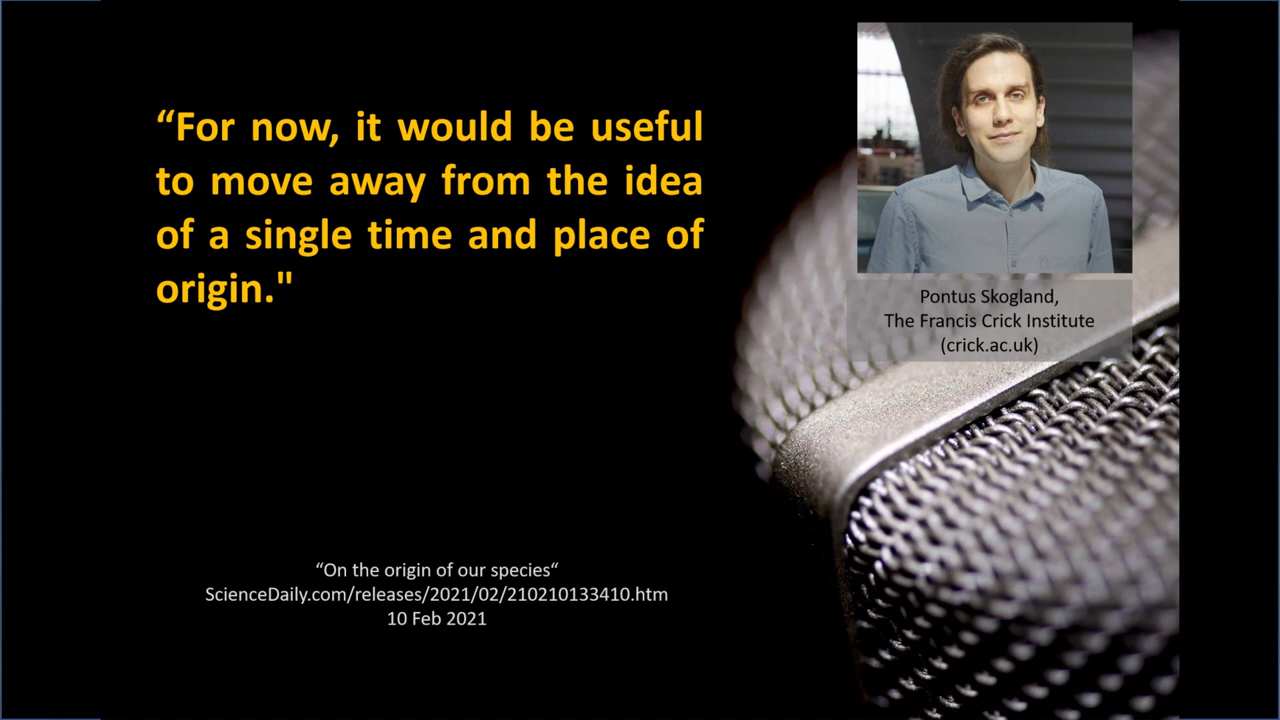 “For now, it would be useful
to move away from the idea
of a single time and place of
origin."
Pontus Skogland,
The Francis Crick Institute
(crick.ac.uk)
“On the origin of our species“
ScienceDaily.com/releases/2021/02/210210133410.htm
10 Feb 2021